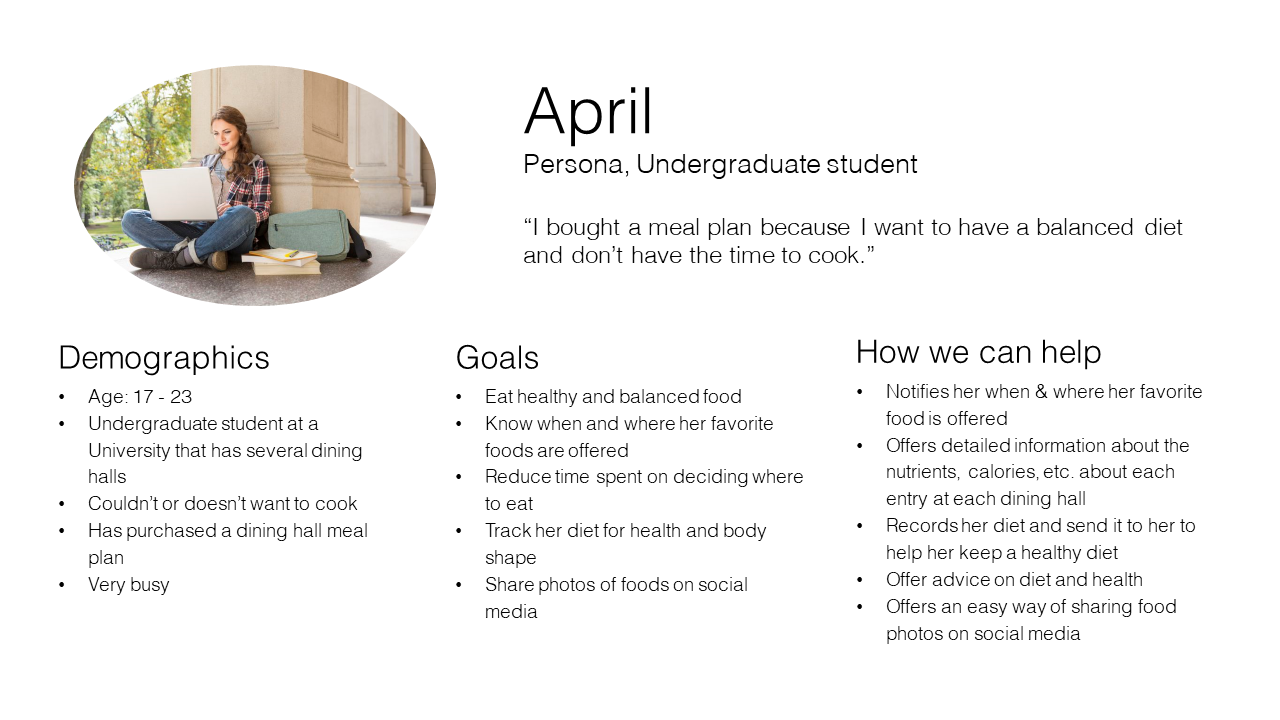 April
Persona, Undergraduate student
“I bought a meal plan because I want to have a balanced diet
and don’t have the time to cook.”
Demographics
• Age: 17 - 23
• Undergraduate student at a
University that has several dining
halls
• Couldn’t or doesn’t want to cook
• Has purchased a dining hall meal
plan
• Very busy
Goals
• Eat healthy and balanced food
• Know when and where her favorite
foods are offered
• Reduce time spent on deciding where
to eat
• Track her diet for health and body
shape
• Share photos of foods on social
media
How we can help
• Notifies her when & where her favorite
food is offered
• Offers detailed information about the
nutrients, calories, etc. about each
entry at each dining hall
• Records her diet and send it to her to
help her keep a healthy diet
• Offer advice on diet and health
• Offers an easy way of sharing food
photos on social media